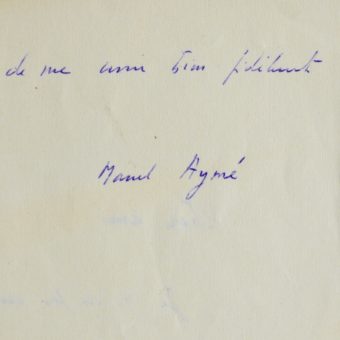 de me croire bien fidèlement
Marcel Aymé